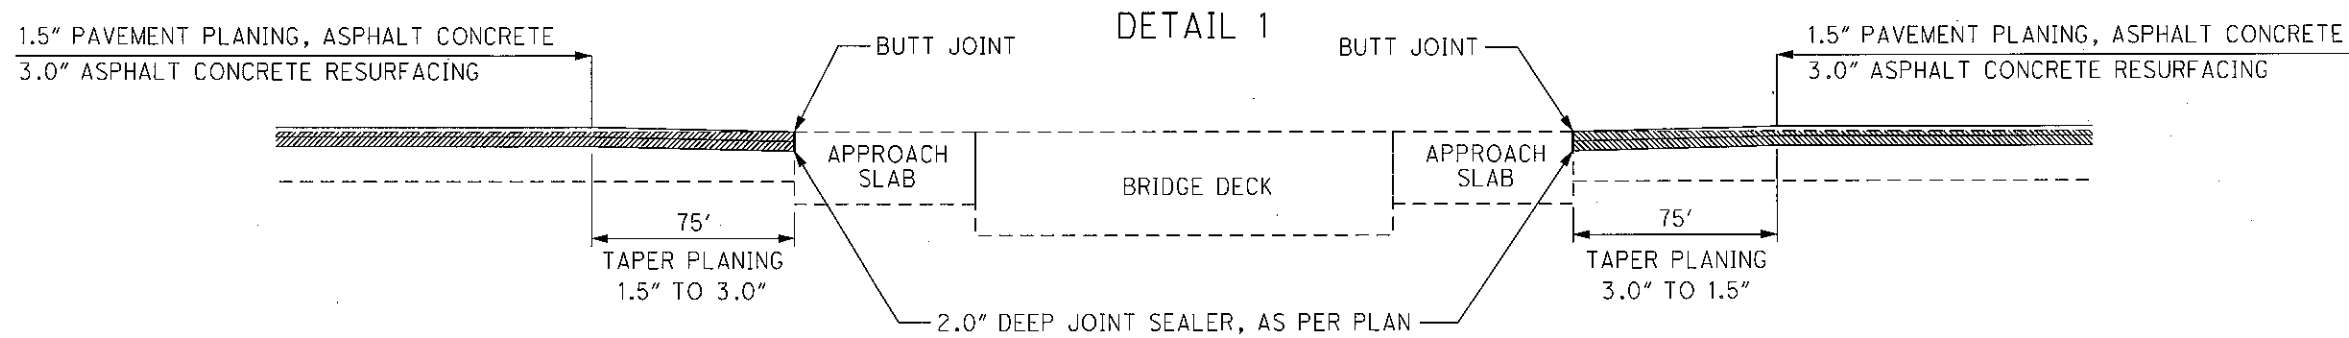 DETAIL 1
1.5" PAVEMENT PLANING, ASPHALT CONCRETE
3.0" ASPHALT CONCRETE RESURFACING
BUTT JOINT
BUTT JOINT
1.5" PAVEMENT PLANING, ASPHALT CONCRETE
3.0" ASPHALT CONCRETE RESURFACING
APPROACH
SLAB
BRIDGE DECK
APPROACH
SLAB
75'
TAPER PLANING
1.5" TO 3.0"
75'
TAPER PLANING
3.0" TO 1.5"
2.0" DEEP JOINT SEALER, AS PER PLAN